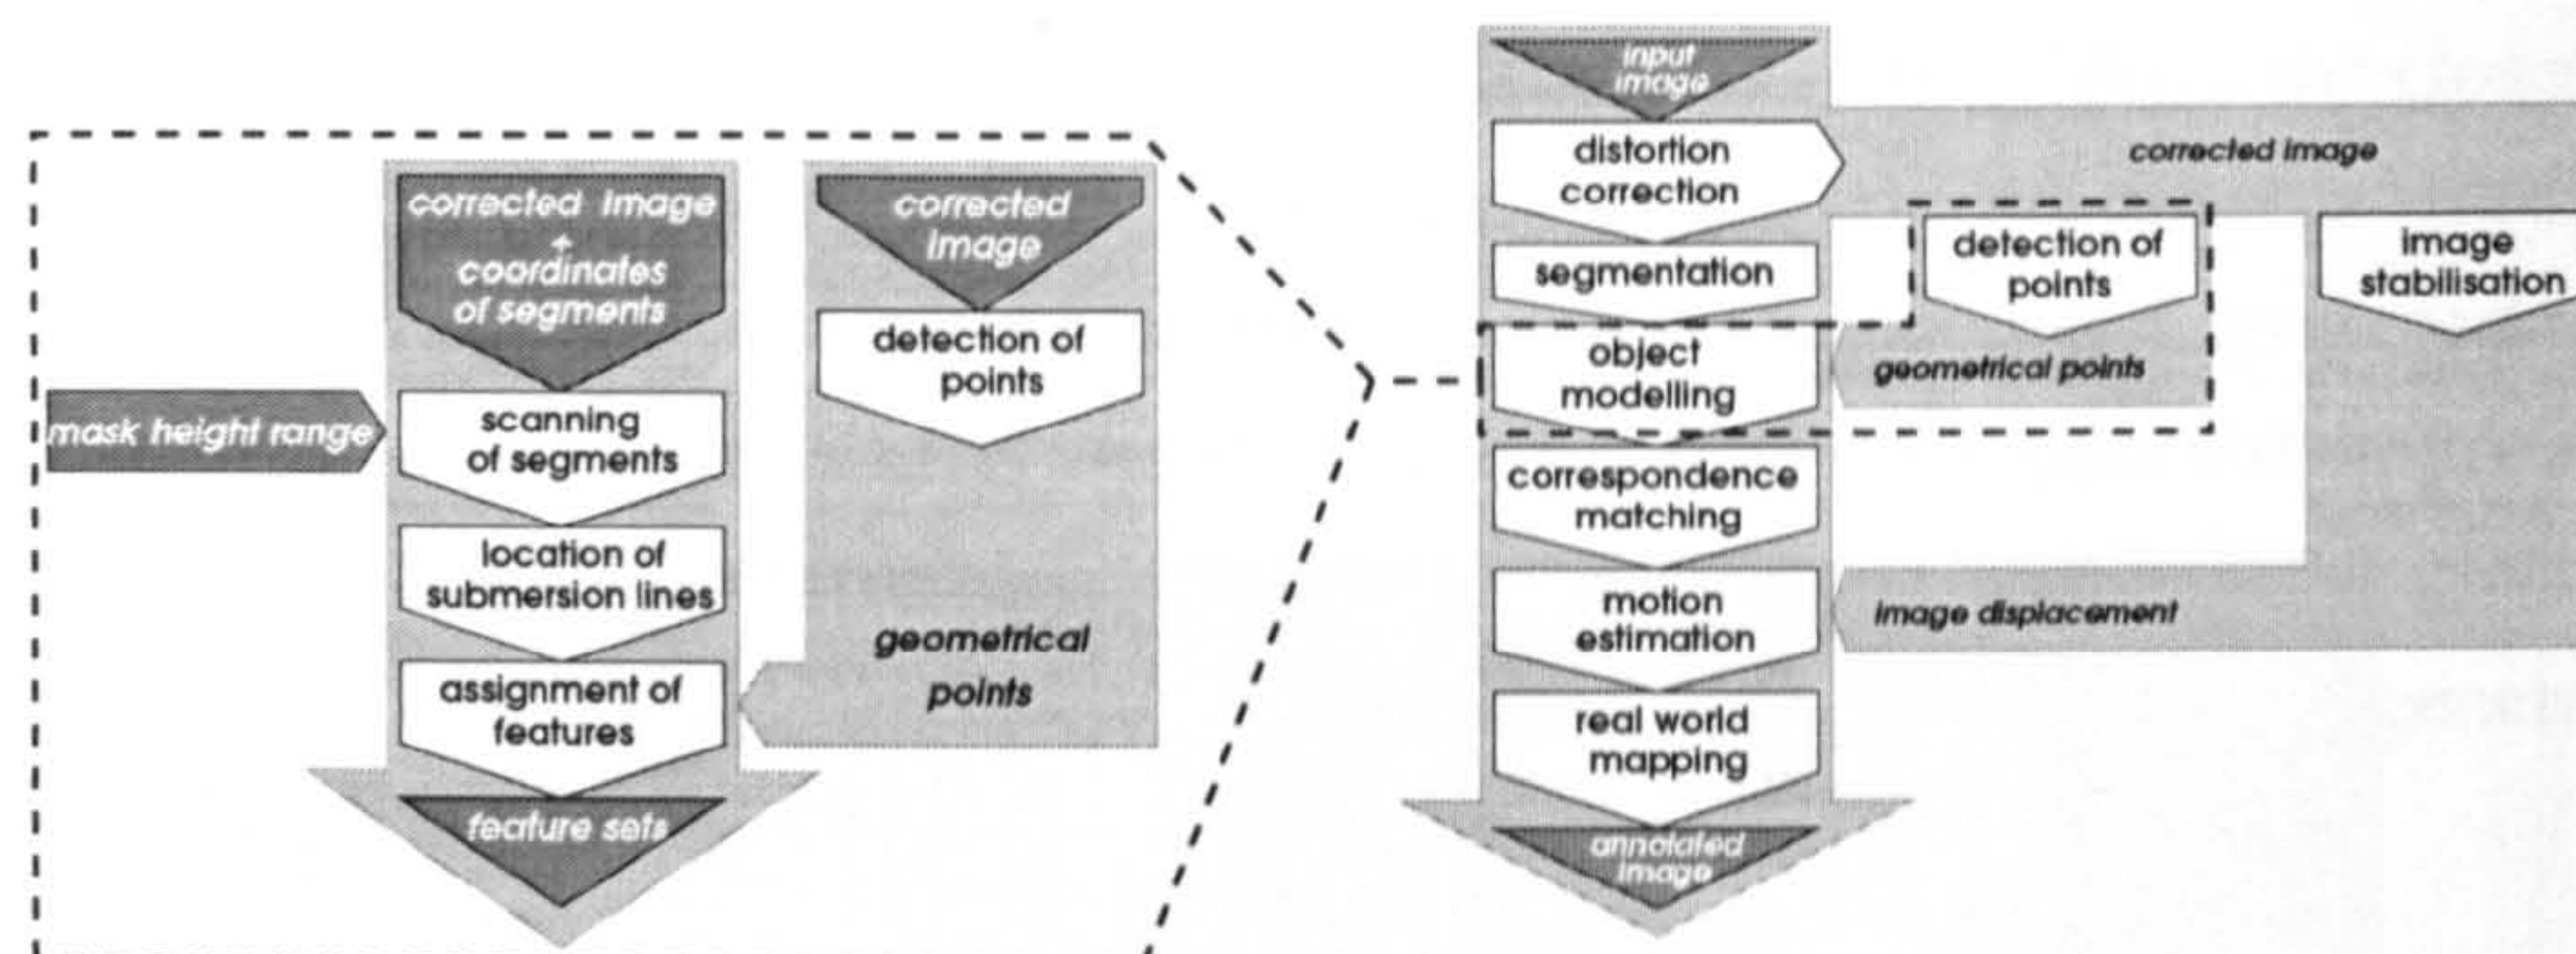 corrected image
+
coordinates
of segments
mask height range
scanning
of segments
location of
submersion lines
assignment of
features
feature sets
corrected
image
detection of
points
geometrical
points
input
image
distortion
correction
segmentation
object
modelling
correspondence
matching
motion
estimation
real world
mapping
annotated
image
corrected image
detection of
points
geometrical points
image
stabilisation
image displacement